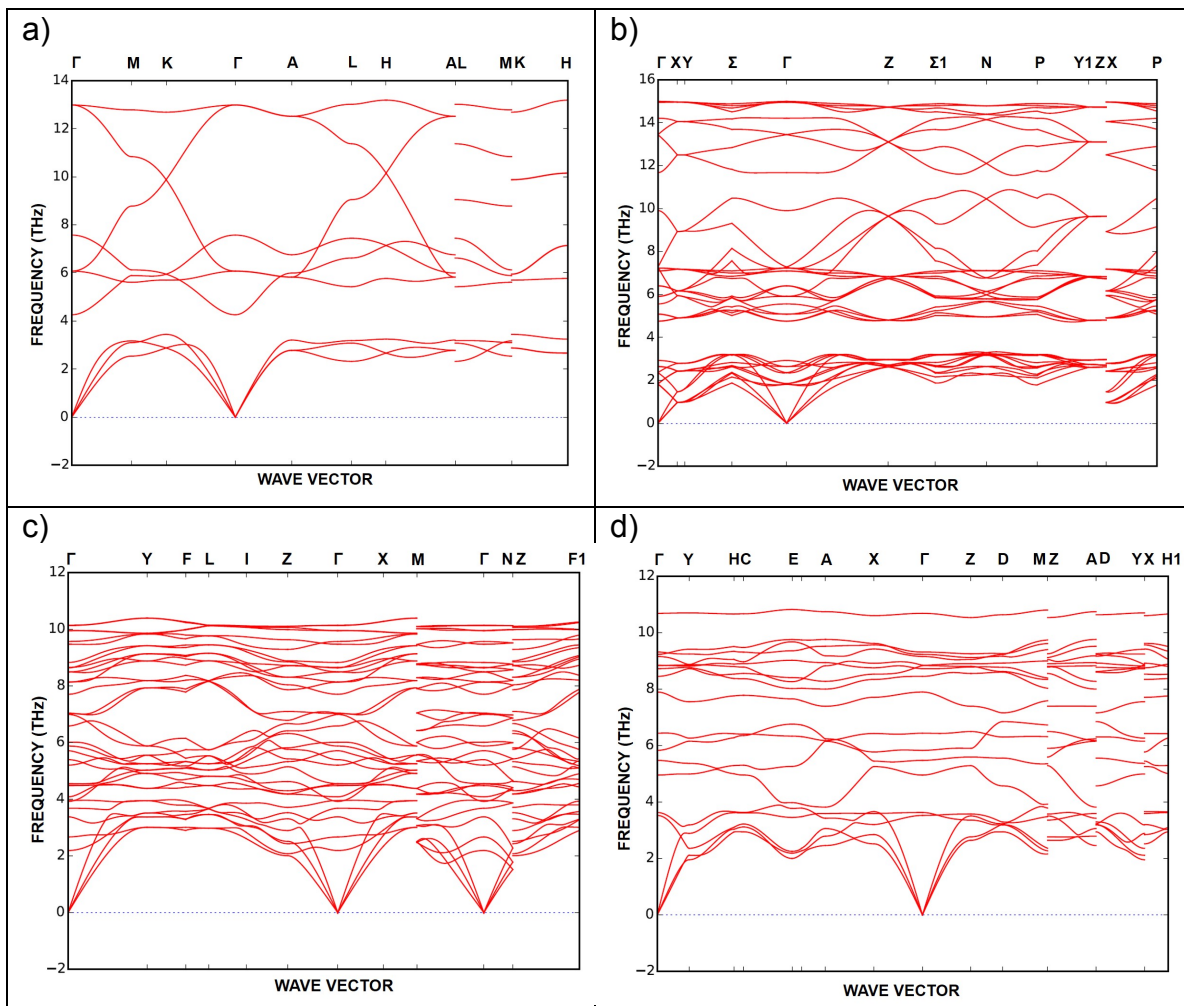 a)
Γ M K Γ A L H AL MK H
14
12
10
8
6
4
2
0
−2
FREQUENCY (THz)
WAVE VECTOR
b)
Γ XY Σ Γ Z Σ1 N P Y1 ZX P
16
14
12
10
8
6
4
2
0
−2
FREQUENCY (THz)
WAVE VECTOR
c)
Γ Y F L I Z Γ X M Γ NZ F1
12
10
8
6
4
2
0
−2
FREQUENCY (THz)
WAVE VECTOR
d)
Γ Y HC E A X Γ Z D MZ AD YX H1
12
10
8
6
4
2
0
−2
FREQUENCY (THz)
WAVE VECTOR